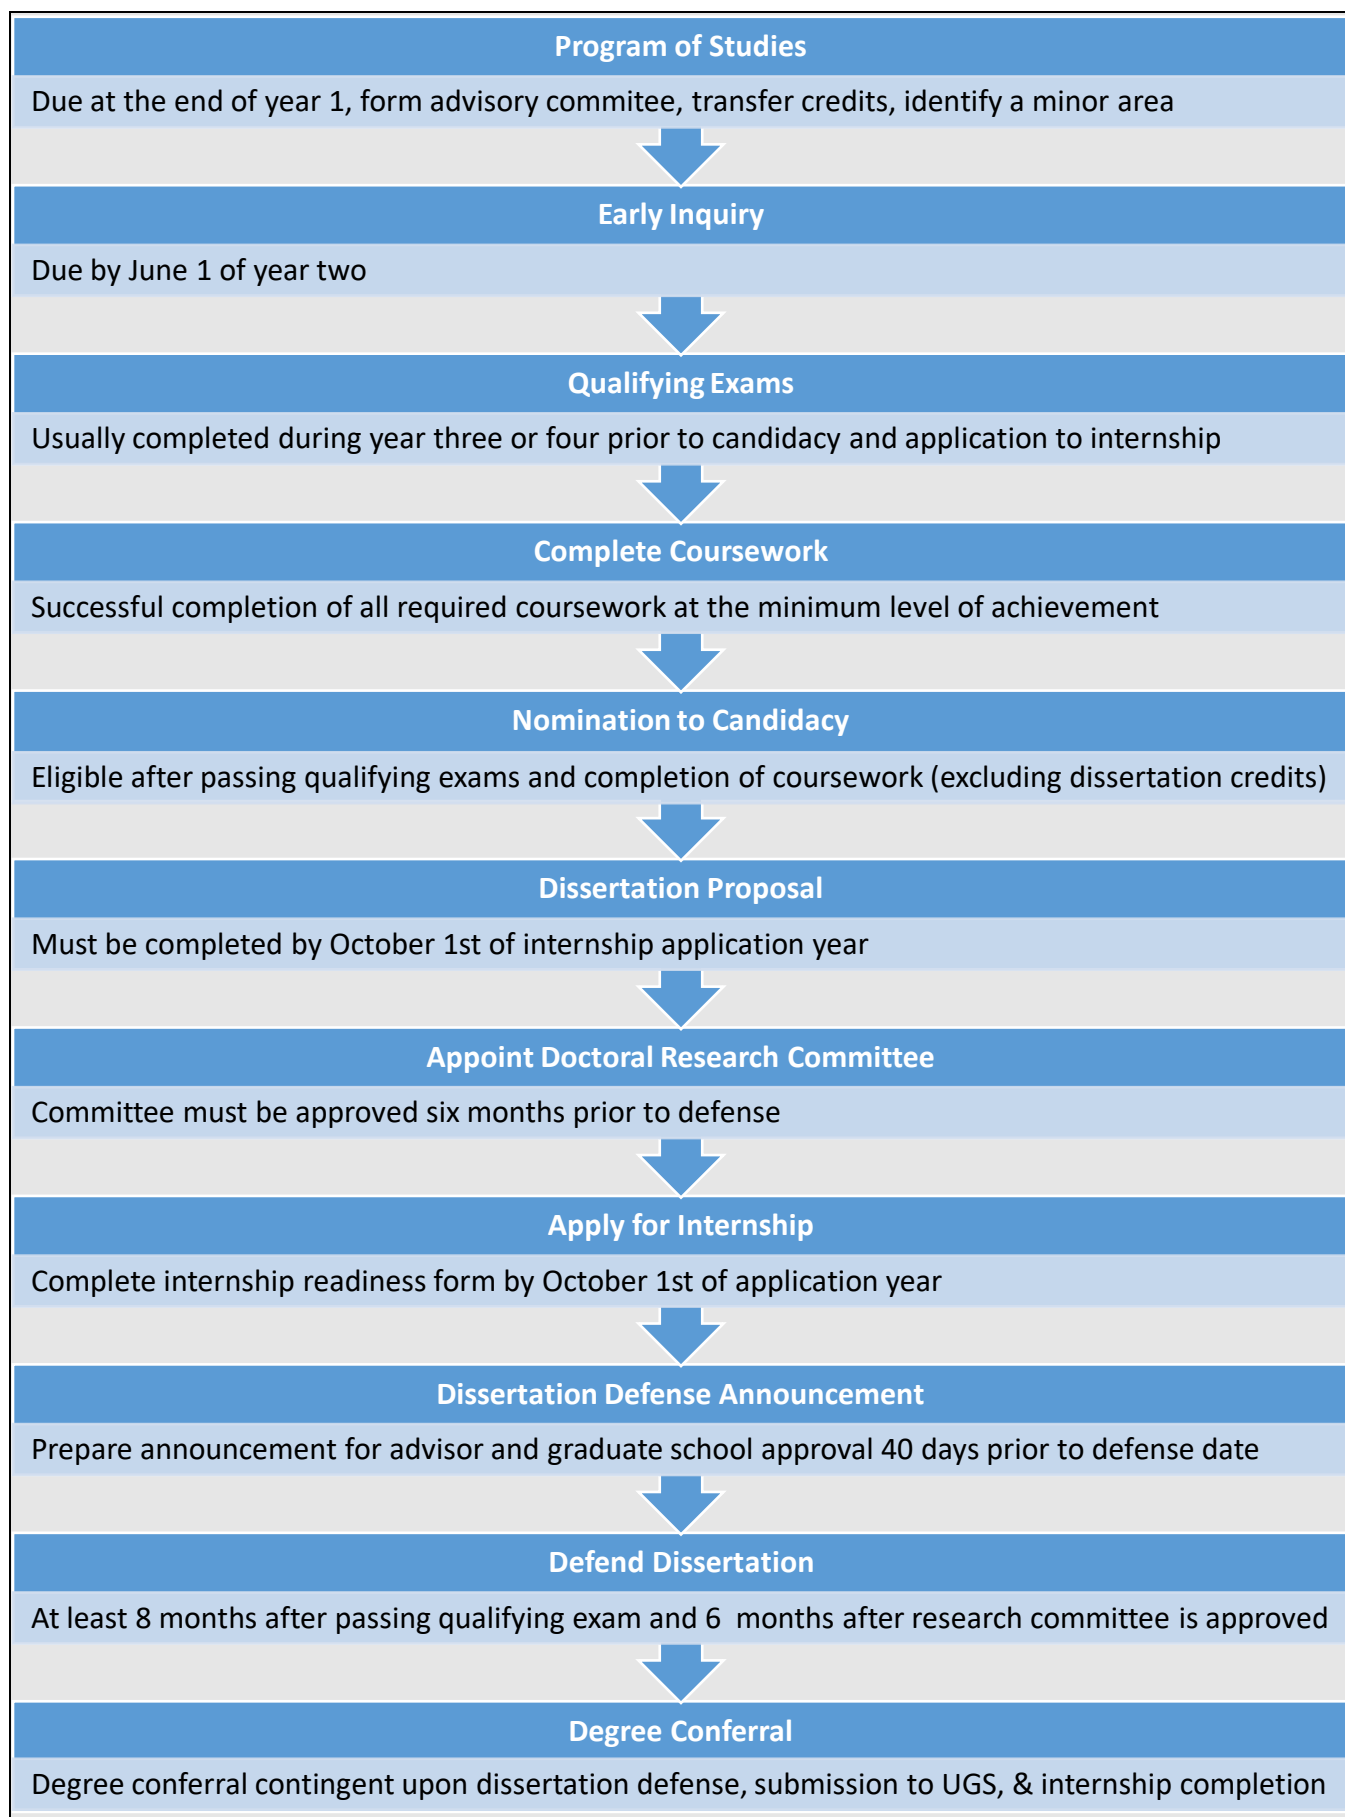 Program of Studies
Due at the end of year 1, form advisory commitee, transfer credits, identify a minor area
Early Inquiry
Due by June 1 of year two
Qualifying Exams
Usually completed during year three or four prior to candidacy and application to internship
Complete Coursework
Successful completion of all required coursework at the minimum level of achievement
Nomination to Candidacy
Eligible after passing qualifying exams and completion of coursework (excluding dissertation credits)
Dissertation Proposal
Must be completed by October 1st of internship application year
Appoint Doctoral Research Committee
Committee must be approved six months prior to defense
Apply for Internship
Complete internship readiness form by October 1st of application year
Dissertation Defense Announcement
Prepare announcement for advisor and graduate school approval 40 days prior to defense date
Defend Dissertation
At least 8 months after passing qualifying exam and 6  months after research committee is approved
Degree Conferral
Degree conferral contingent upon dissertation defense, submission to UGS, & internship completion